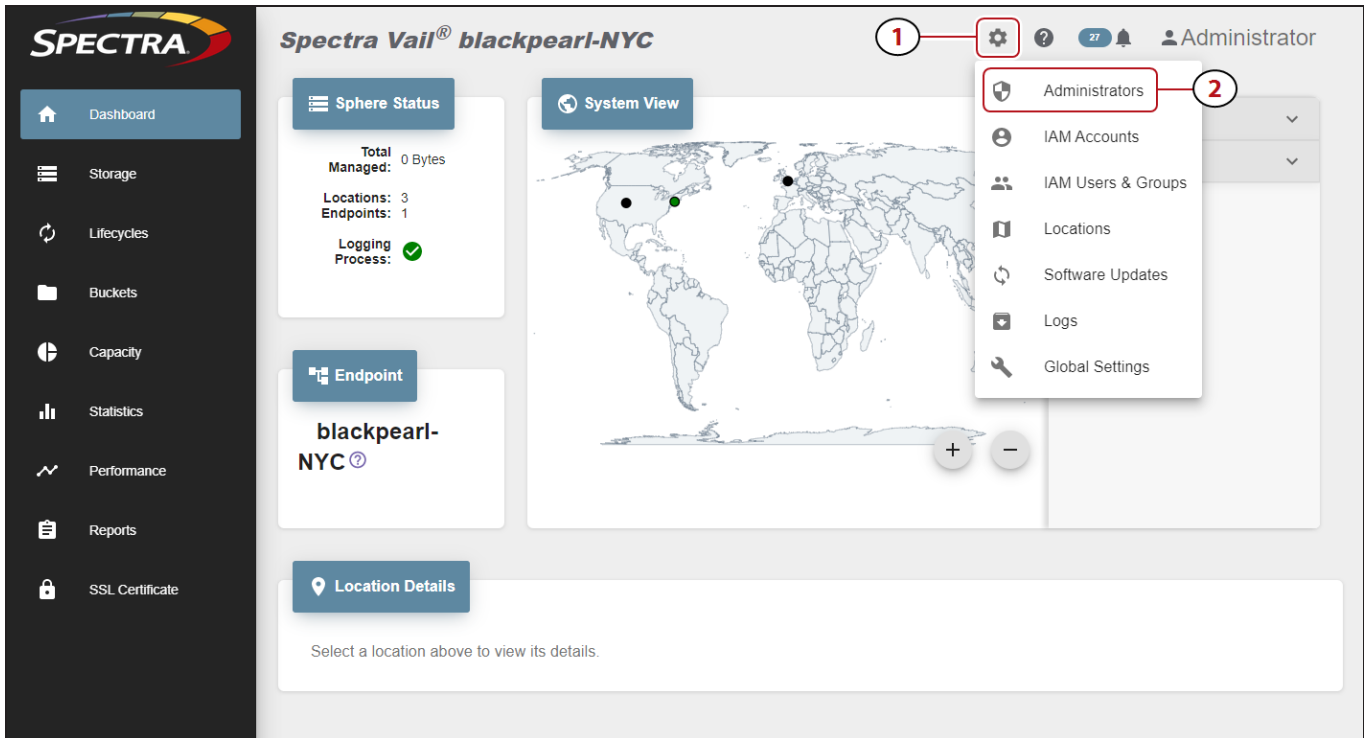 SPECTRA
Spectra Vail® blackpearl-NYC
1
27
Administrator
Dashboard
Storage
Lifecycles
Buckets
Capacity
Statistics
Performance
Reports
SSL Certificate
Sphere Status
Total
Managed:
0 Bytes
Locations: 3
Endpoints: 1
Logging
Process:
System View
+
−
Administrators
2
IAM Accounts
IAM Users & Groups
Locations
Software Updates
Logs
Global Settings
Endpoint
blackpearl-
NYC
Location Details
Select a location above to view its details.